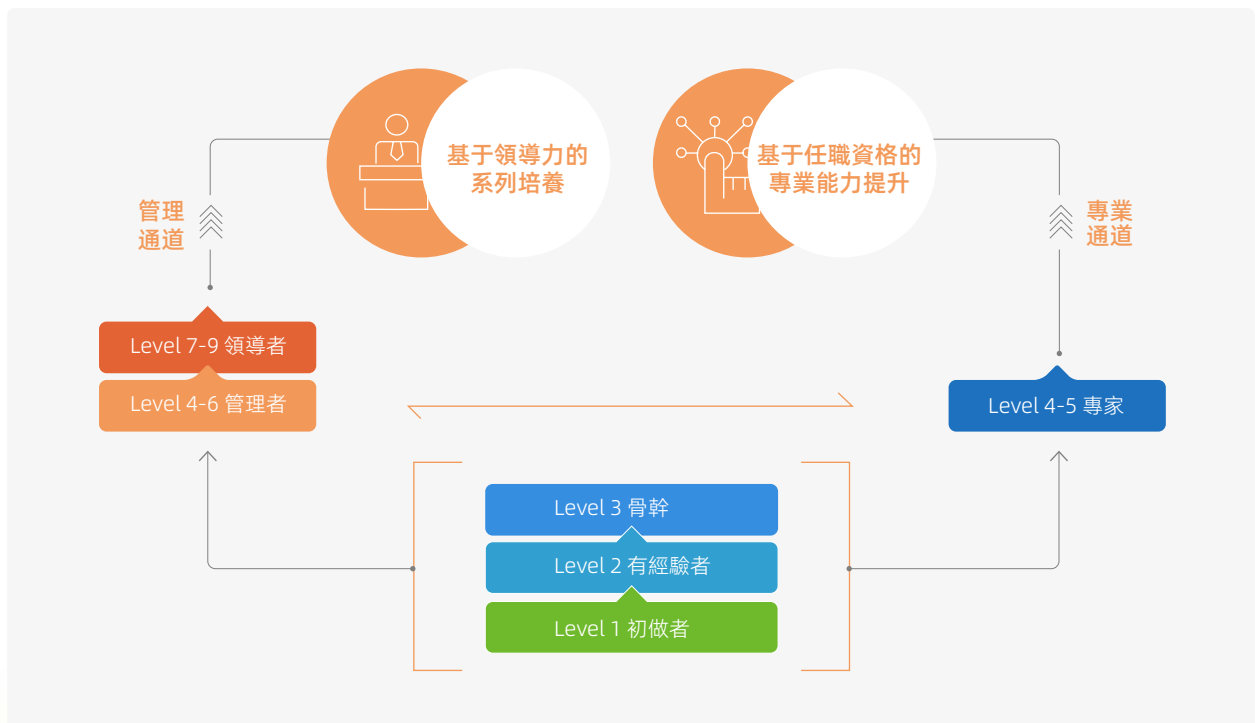 基于領導力的
系列培養
基于任職資格的
專業能力提升
管理
通道
專業
通道
Level 7-9 領導者
Level 4-6 管理者
Level 4-5 專家
Level 3 骨幹
Level 2 有經驗者
Level 1 初做者